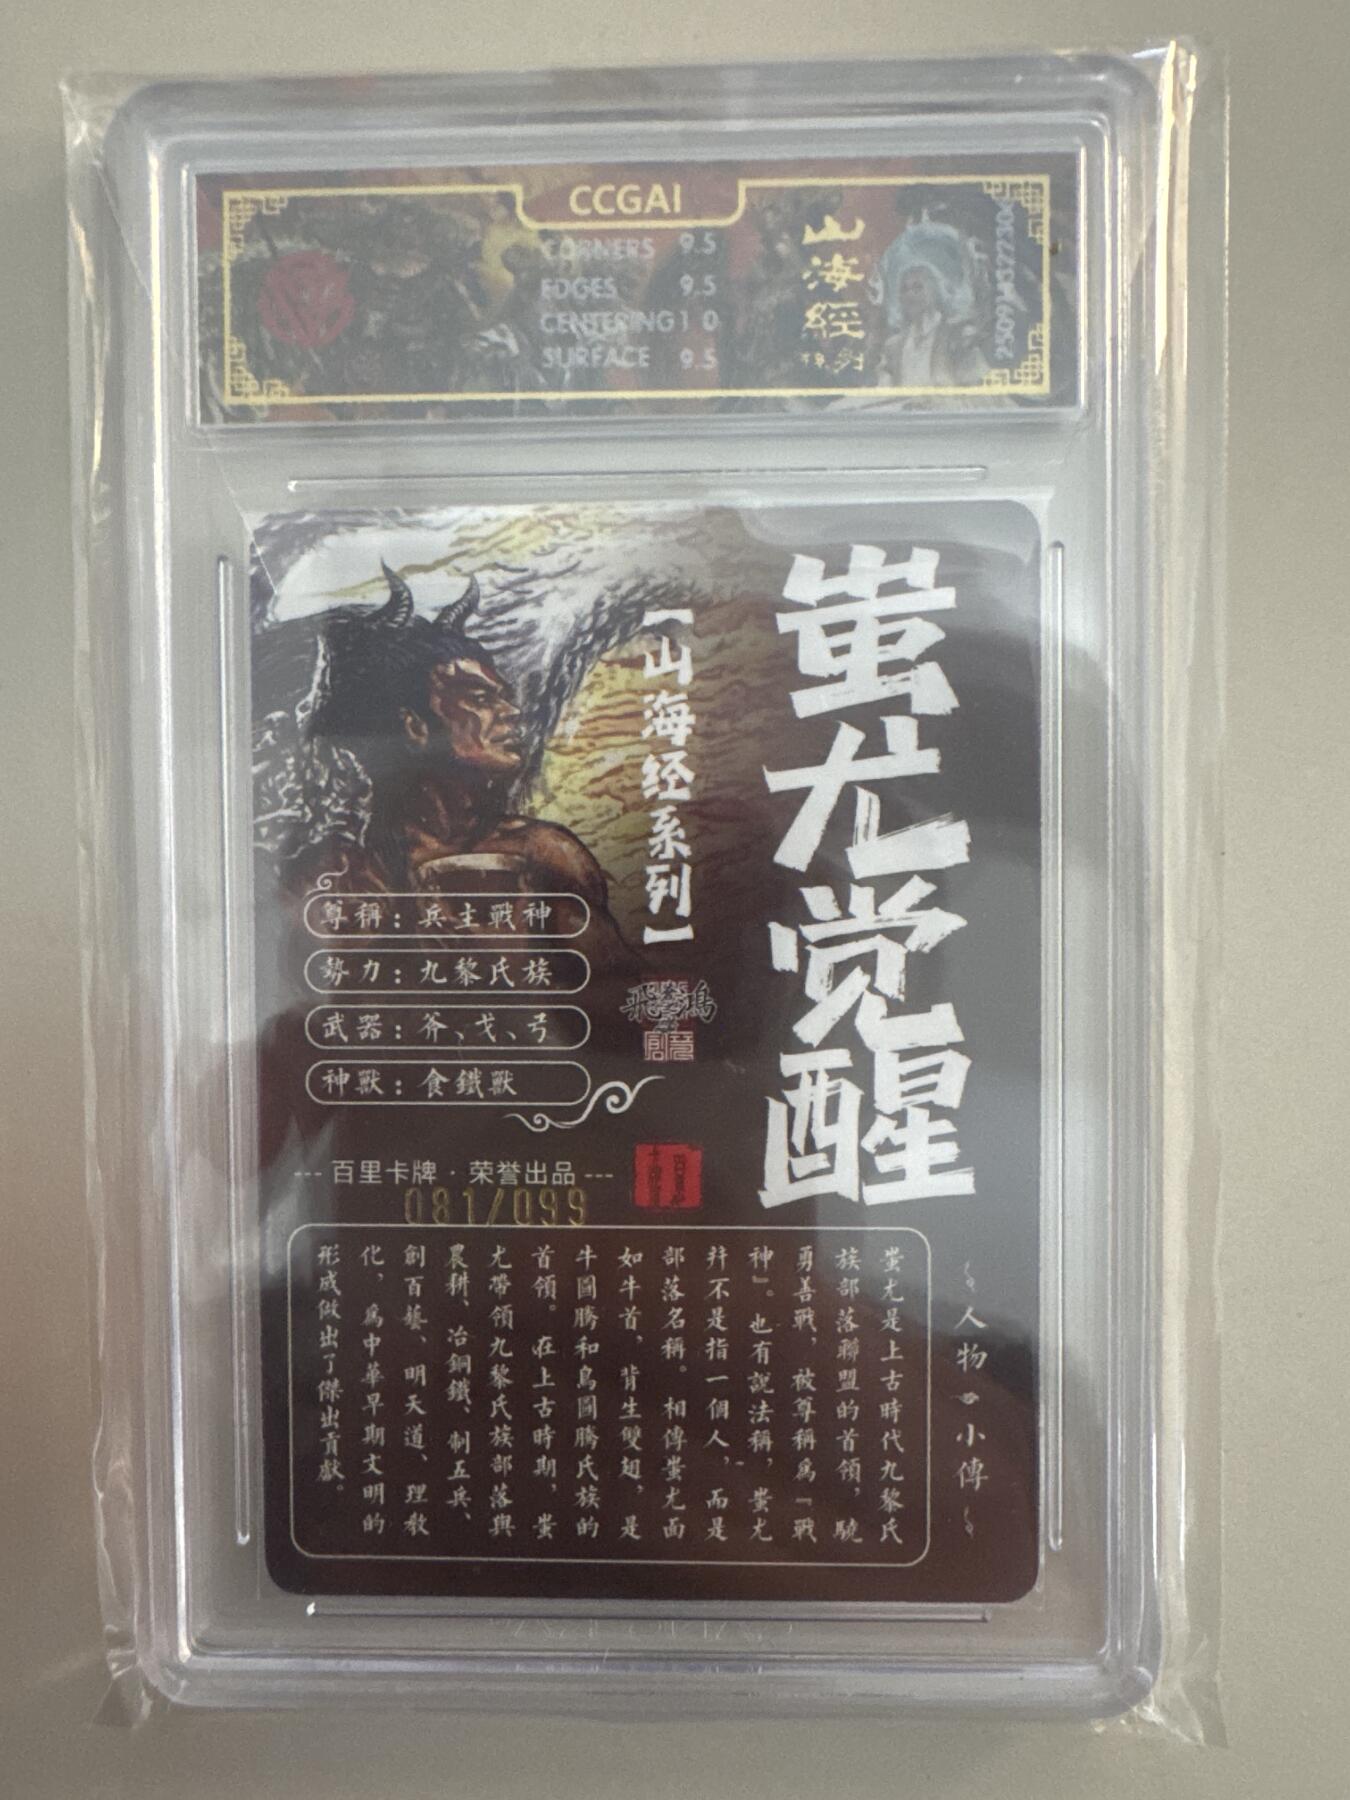 CCGAI
CORNERS 9.5
EDGES 9.5
CENTERING 10
SURFACE 9.5
山海經
系列
蚩尤觉醒
【山海经系列】
尊稱：兵主戰神
勢力：九黎氏族
武器：斧、戈、弓
神獸：食鐵獸
--- 百里卡牌 · 荣誉出品 ---
081/099
人物小傳
蚩尤是上古時代九黎氏
族部落聯盟的首領，驍
勇善戰，被尊稱爲『戰
神』。也有說法稱，蚩尤
并不是指一個人，而是
部落名稱。相傳蚩尤面
如牛首，背生雙翅，是
牛圖騰和鳥圖騰氏族的
首領。在上古時期，蚩
尤帶領九黎氏族部落與
農耕、冶銅鐵、制五兵、
創百藝、明天道、理教
化，爲中華早期文明的
形成做出了傑出貢獻。